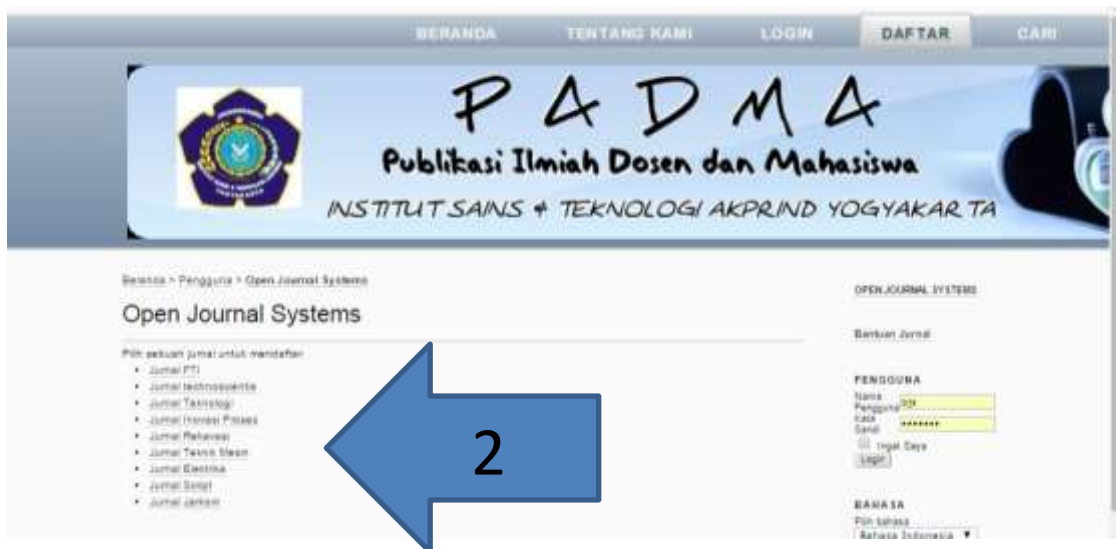 BERANDA TENTANG KAMI LOGIN DAFTAR CARI
PADMA
Publikasi Ilmiah Dosen dan Mahasiswa
INSTITUT SAINS & TEKNOLOGI AKPRIND YOGYAKARTA
Beranda > Pengguna > Open Journal Systems
Open Journal Systems
Pilih sebuah jurnal untuk mendaftar
Jurnal FTI
Jurnal technoscientia
Jurnal Teknologi
Jurnal Inovasi Proses
Jurnal Rekavasi
Jurnal Teknik Mesin
Jurnal Elektrika
Jurnal Script
Jurnal Jarkom
2
OPEN JOURNAL SYSTEMS
Bantuan Jurnal
PENGGUNA
Nama
Pengguna
Kata
Sandi *******
Ingat Saya
Login
BAHASA
Pilih bahasa
Bahasa Indonesia